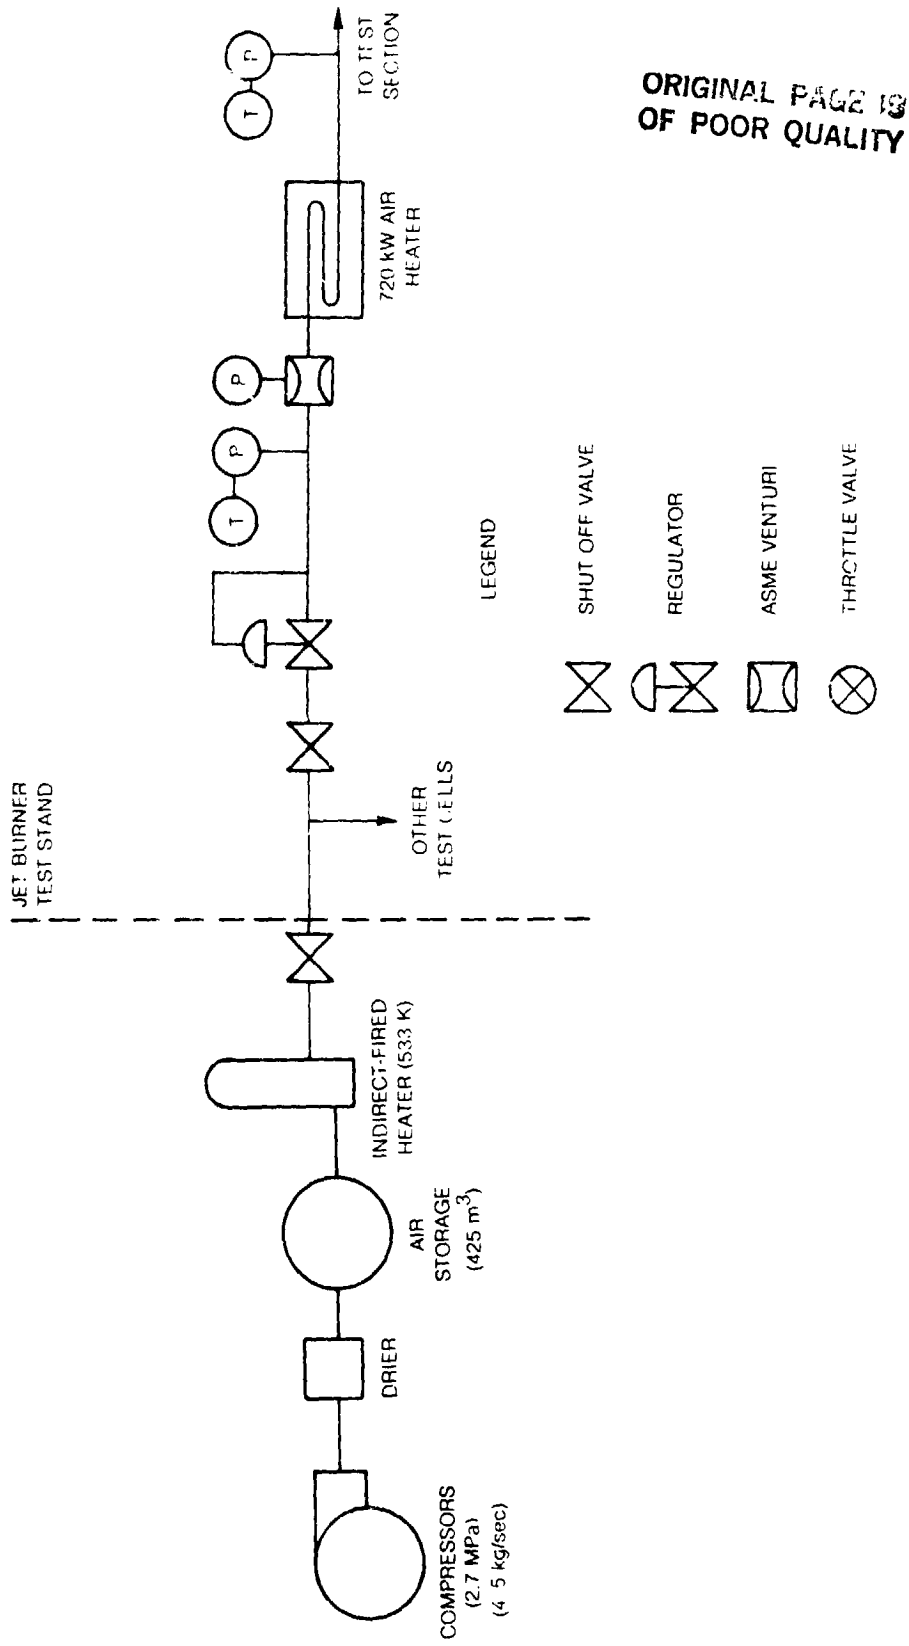 ORIGINAL PAGE IS
OF POOR QUALITY
JET BURNER
TEST STAND
COMPRESSORS
(2.7 MPa)
(4 5 kg/sec)
DRIER
AIR
STORAGE
(425 m³)
INDIRECT-FIRED
HEATER (533 K)
OTHER
TEST CELLS
T
P
P
720 kW AIR
HEATER
T
P
TO TEST
SECTION
LEGEND
SHUT OFF VALVE
REGULATOR
ASME VENTURI
THROTTLE VALVE